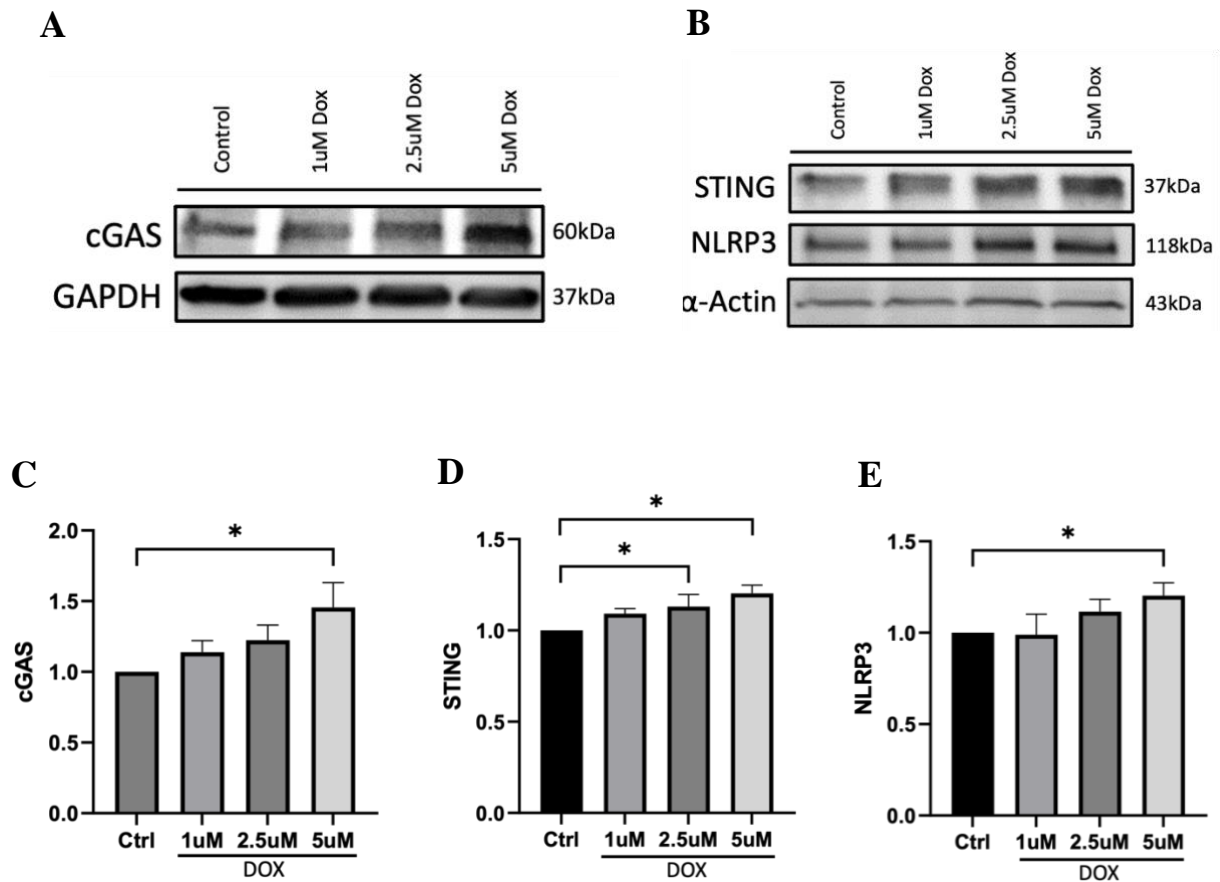 A
B
Control
1uM Dox
2.5uM Dox
5uM Dox
cGAS
60kDa
GAPDH
37kDa
Control
1uM Dox
2.5uM Dox
5uM Dox
STING
37kDa
NLRP3
118kDa
α-Actin
43kDa
C
D
E
cGAS
2.0
1.5
1.0
0.5
0.0
*
Ctrl 1uM 2.5uM 5uM
DOX
STING
1.5
1.0
0.5
0.0
*
*
Ctrl 1uM 2.5uM 5uM
DOX
NLRP3
1.5
1.0
0.5
0.0
*
Ctrl 1uM 2.5uM 5uM
DOX